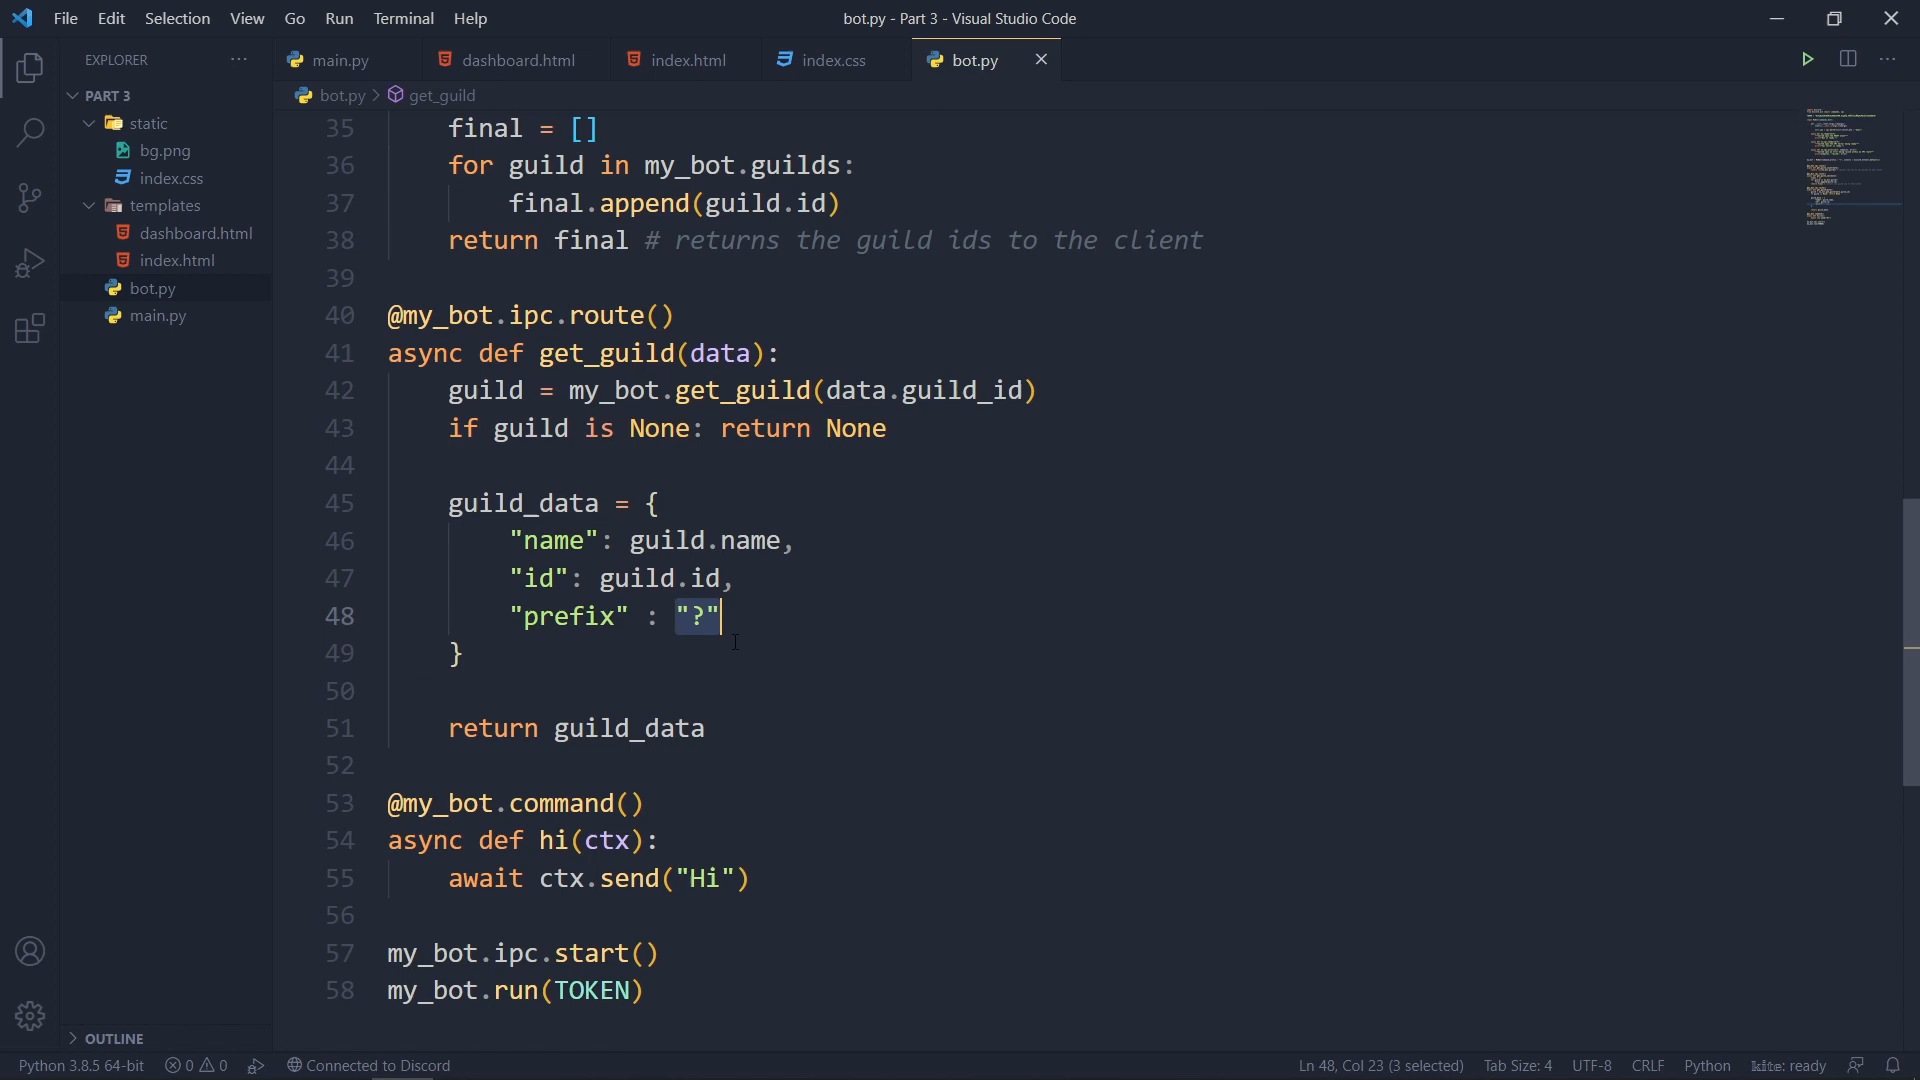 File Edit Selection View Go Run Terminal Help
bot.py - Part 3 - Visual Studio Code
EXPLORER
main.py
dashboard.html
index.html
index.css
bot.py
PART 3
static
bg.png
index.css
templates
dashboard.html
index.html
bot.py
main.py
OUTLINE
bot.py > get_guild
35 final = []
36 for guild in my_bot.guilds:
37 final.append(guild.id)
38 return final # returns the guild ids to the client
39
40 @my_bot.ipc.route()
41 async def get_guild(data):
42 guild = my_bot.get_guild(data.guild_id)
43 if guild is None: return None
44
45 guild_data = {
46 "name": guild.name,
47 "id": guild.id,
48 "prefix" : "?"
49 }
50
51 return guild_data
52
53 @my_bot.command()
54 async def hi(ctx):
55 await ctx.send("Hi")
56
57 my_bot.ipc.start()
58 my_bot.run(TOKEN)
Python 3.8.5 64-bit 0 0 Connected to Discord Ln 48, Col 23 (3 selected) Tab Size: 4 UTF-8 CRLF Python kite: ready